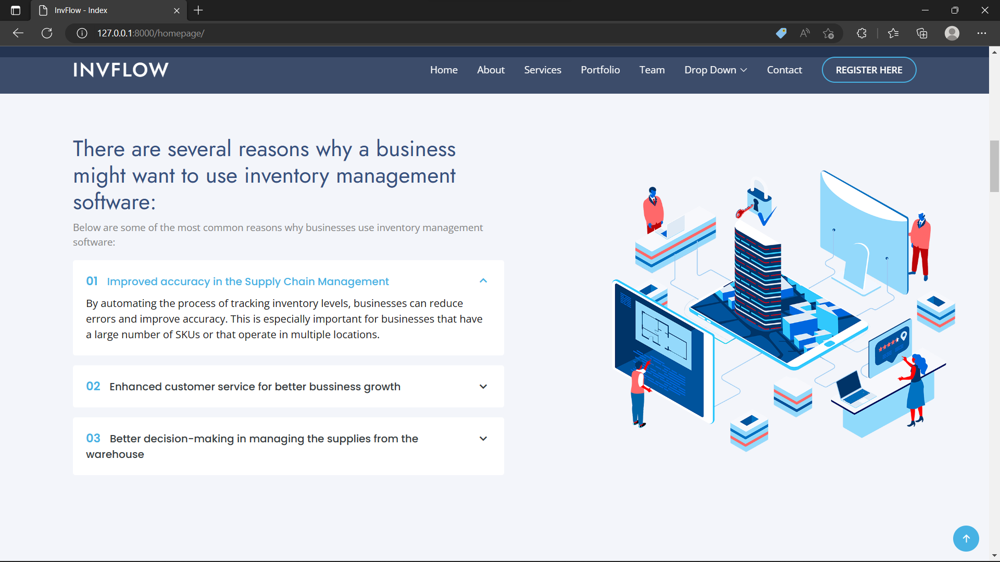 InvFlow - Index
127.0.0.1:8000/homepage/
INVFLOW
Home About Services Portfolio Team Drop Down Contact REGISTER HERE
There are several reasons why a business
might want to use inventory management
software:
Below are some of the most common reasons why businesses use inventory management
software:
01 Improved accuracy in the Supply Chain Management
By automating the process of tracking inventory levels, businesses can reduce
errors and improve accuracy. This is especially important for businesses that have
a large number of SKUs or that operate in multiple locations.
02 Enhanced customer service for better bussiness growth
03 Better decision-making in managing the supplies from the
warehouse